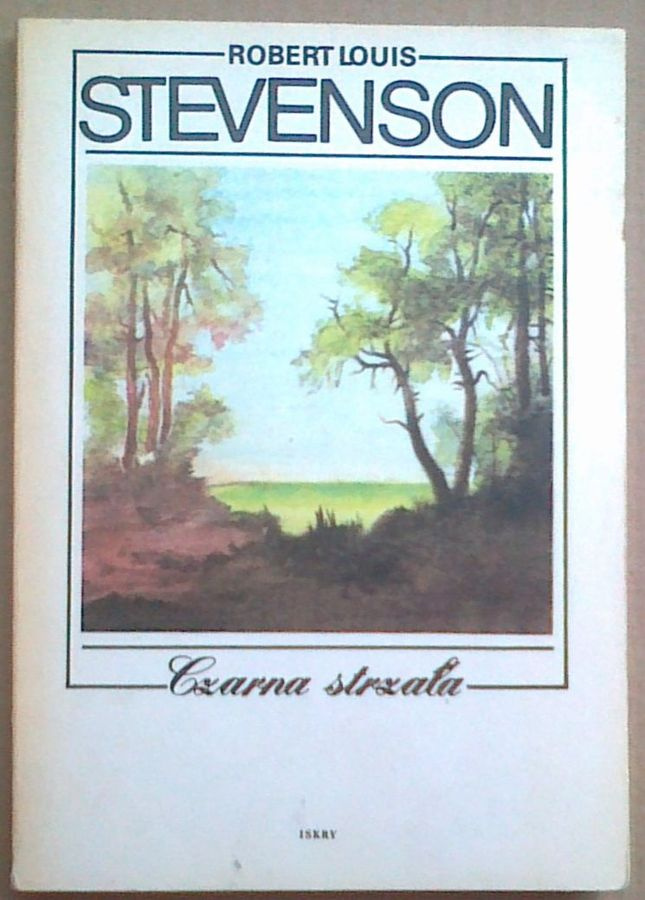 ROBERT LOUIS
STEVENSON
Czarna strzała
ISKRY